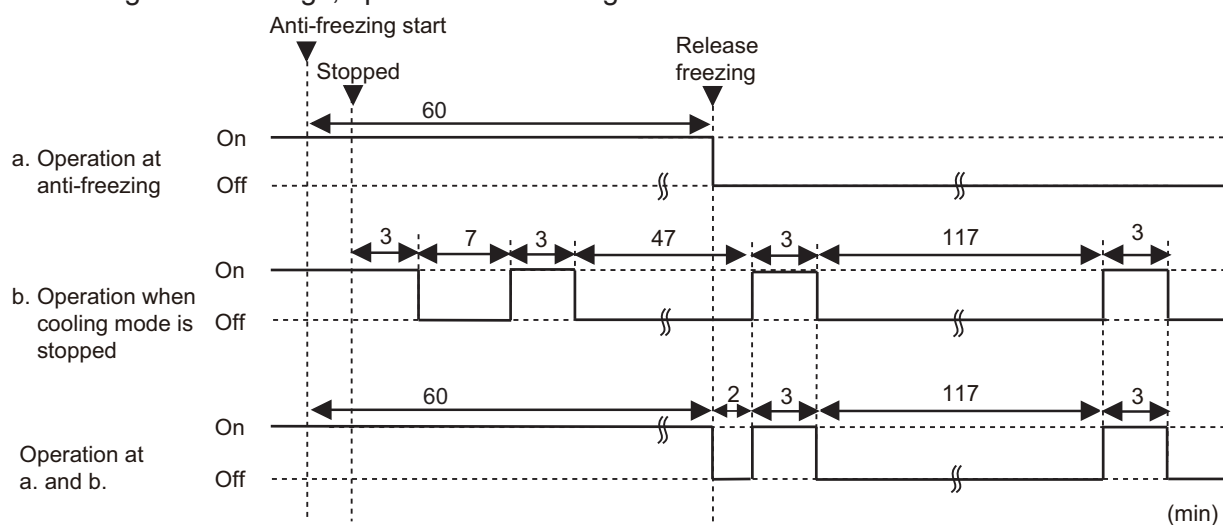 Anti-freezing start
Stopped
Release
freezing
60
On
a. Operation at
anti-freezing
Off
3 7 3 47 3 117 3
On
b. Operation when
cooling mode is
stopped
Off
60 2 3 117 3
On
Operation at
a. and b.
Off
(min)